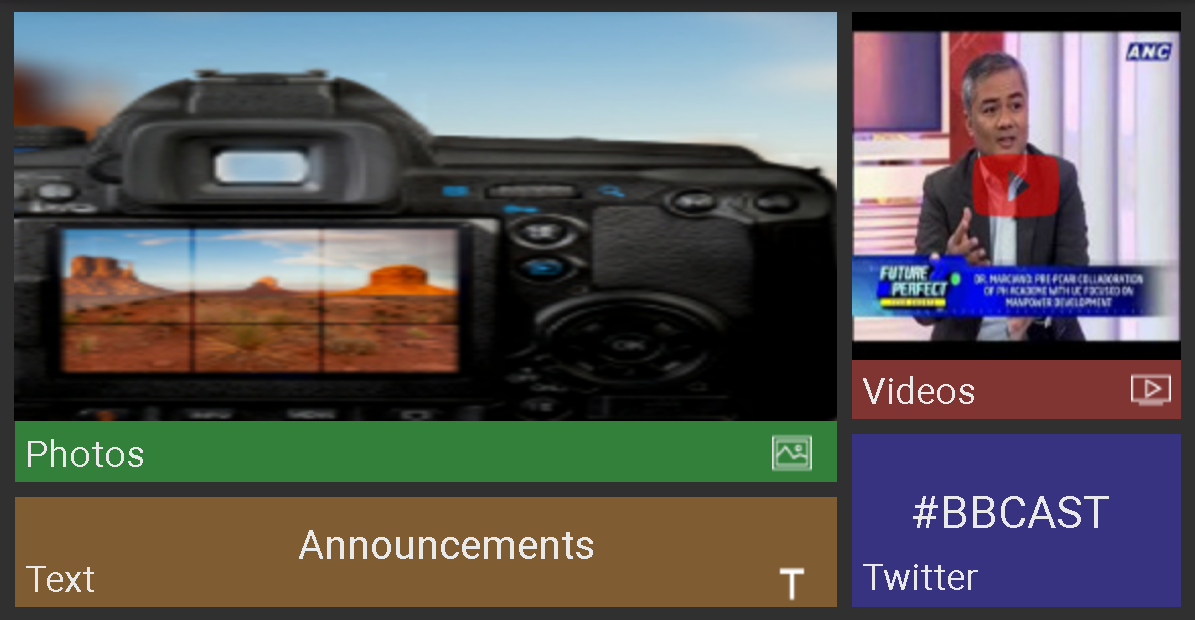 Photos
Announcements
Text
T
ANC
FUTURE
PERFECT
DR. MARCIANO: PRE-PCARI COLLABORATION
OF PH ACADEME WITH UC FOCUSED ON
MANPOWER DEVELOPMENT
Videos
#BBCAST
Twitter